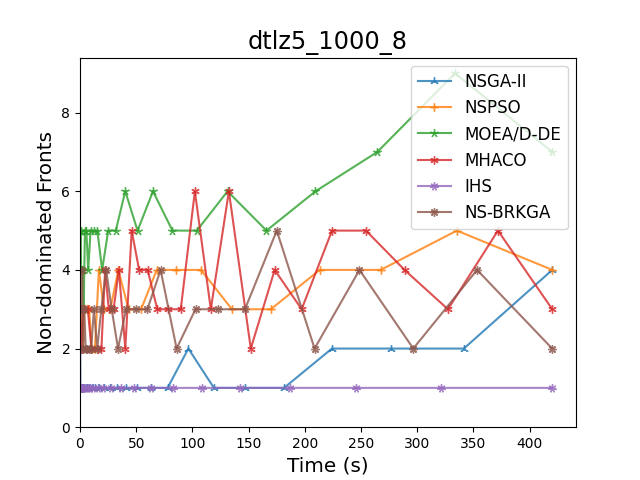 dtlz5_1000_8
Non-dominated Fronts
8
6
4
2
0
0 50 100 150 200 250 300 350 400
Time (s)
NSGA-II
NSPSO
MOEA/D-DE
MHACO
IHS
NS-BRKGA